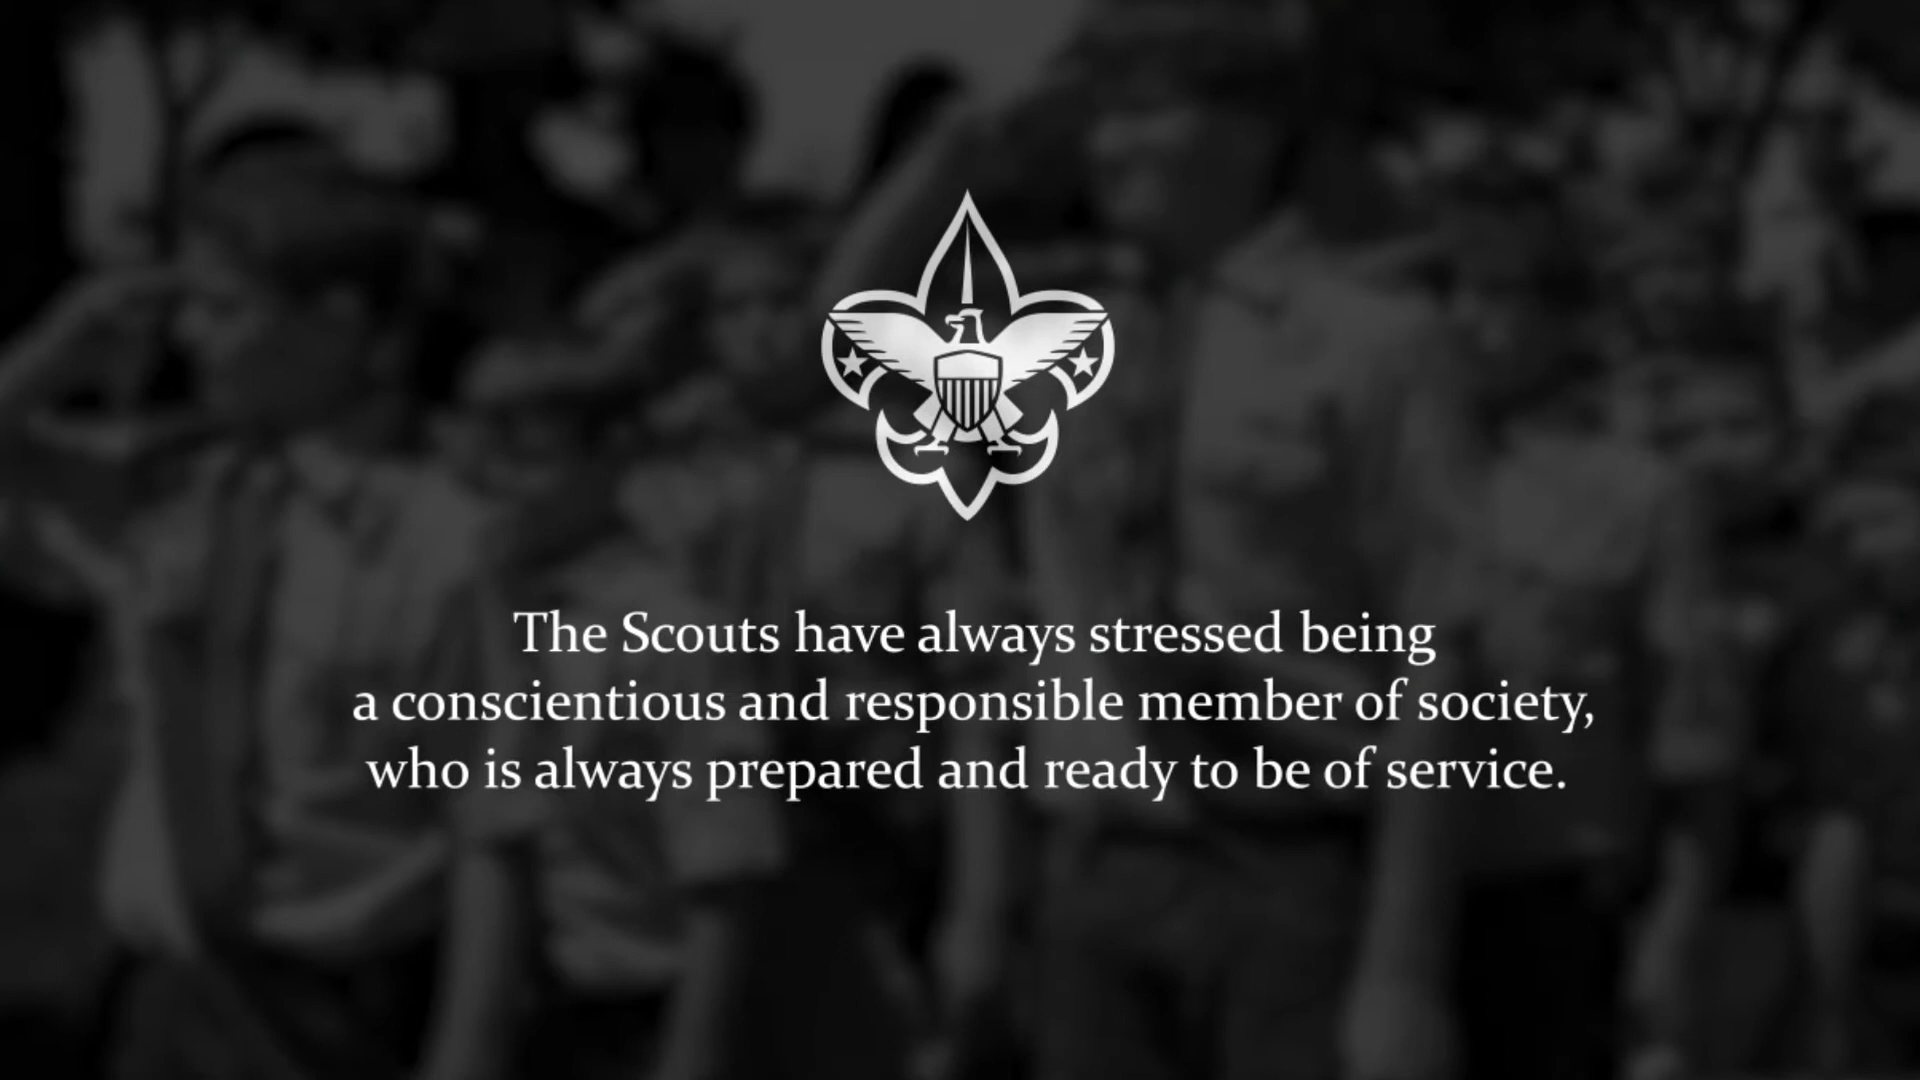 The Scouts have always stressed being
a conscientious and responsible member of society,
who is always prepared and ready to be of service.